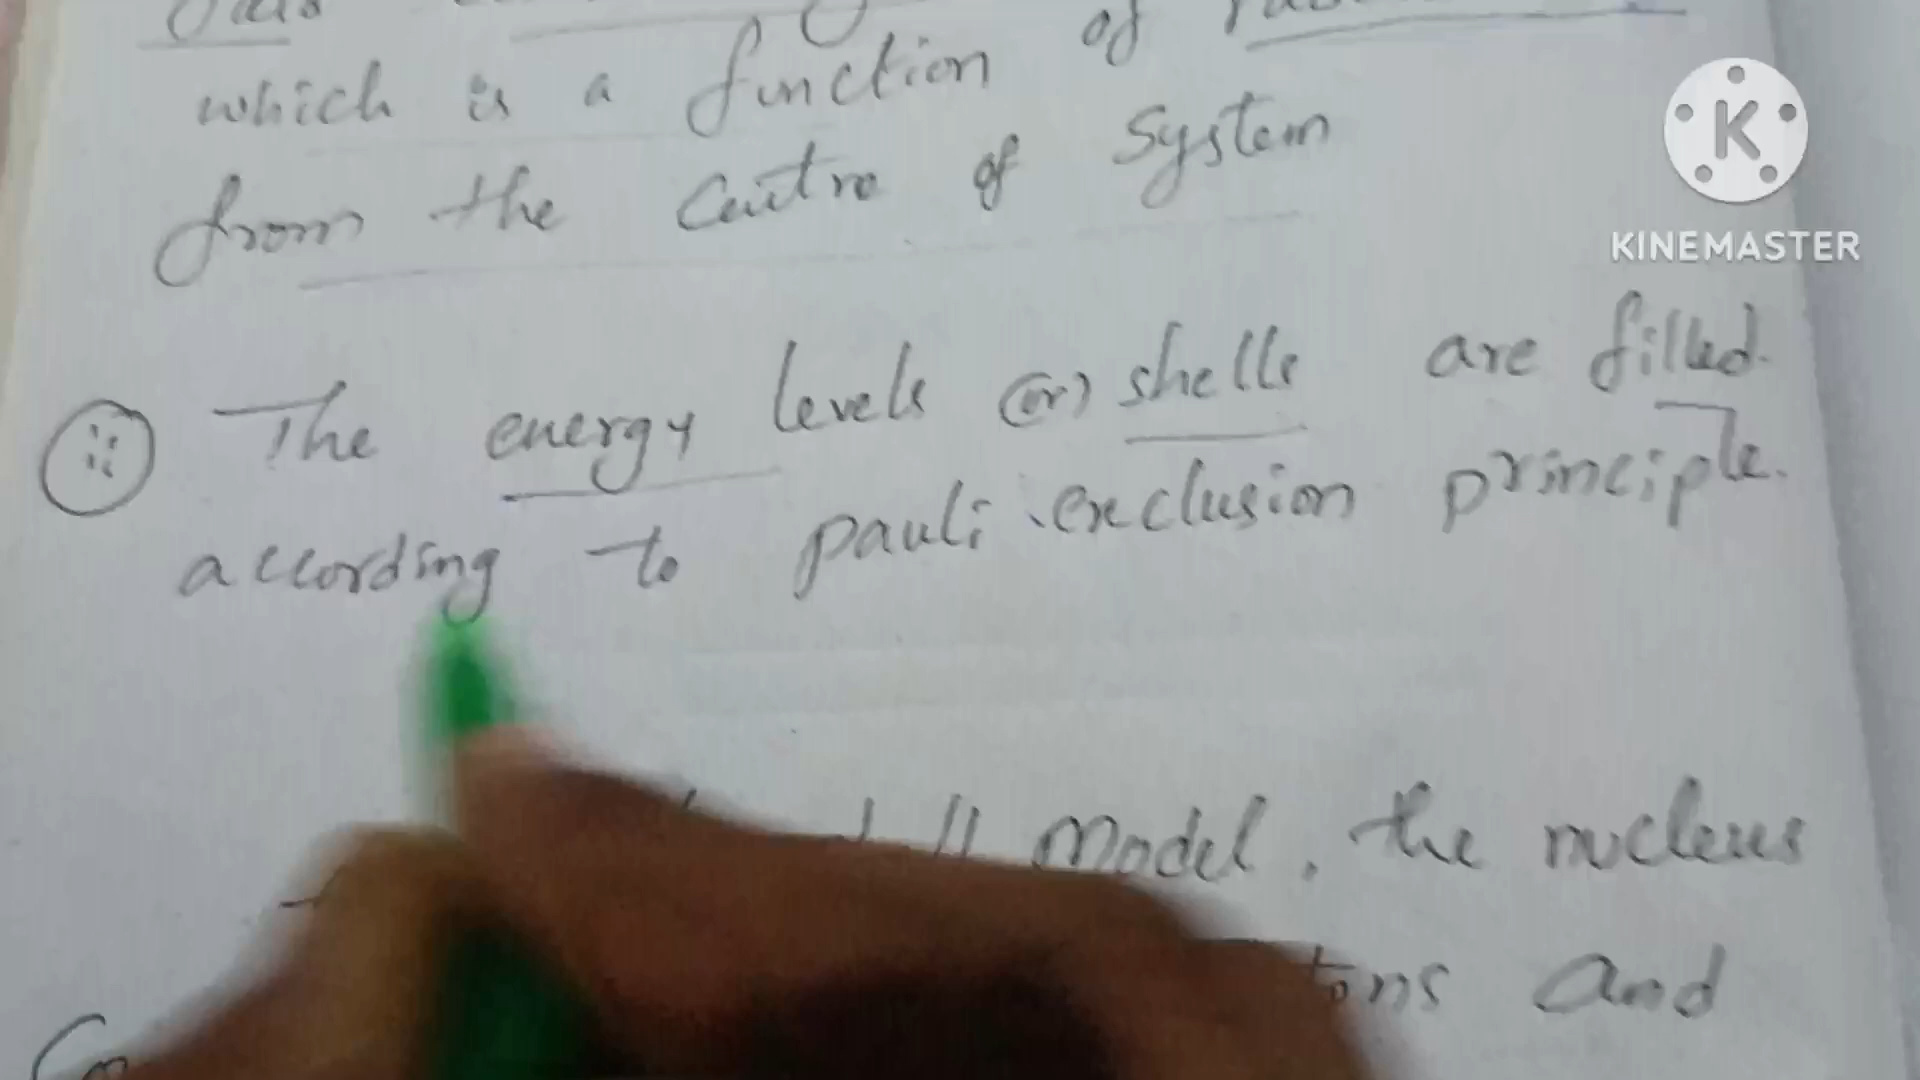 which is a function of
from the Centre of System
The energy levels (or) shells are filled.
according to pauli exclusion principle.
model, the nucleus
and
K
KINEMASTER